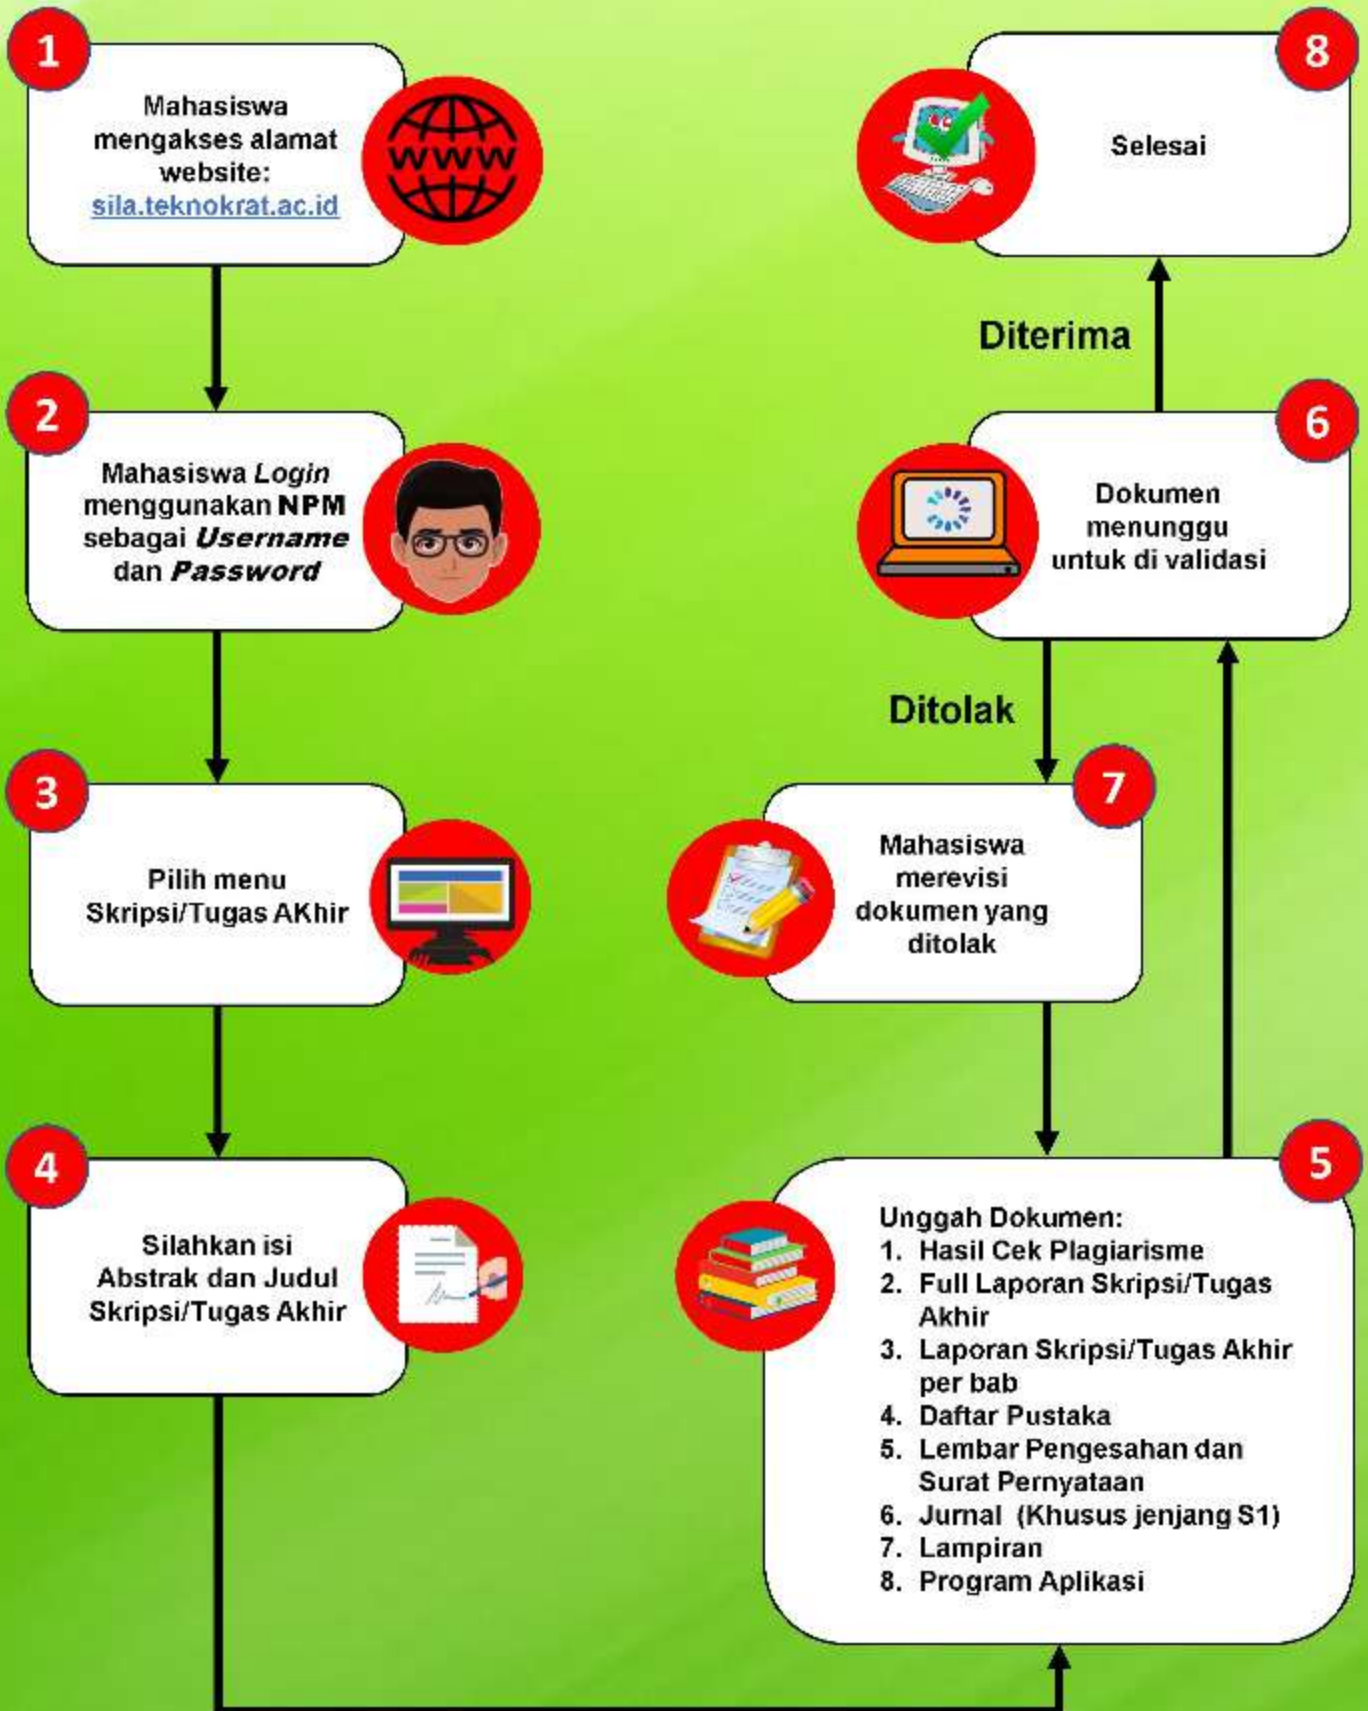 1
Mahasiswa
mengakses alamat
website:
sila.teknokrat.ac.id
www
2
Mahasiswa Login
menggunakan NPM
sebagai Username
dan Password
3
Pilih menu
Skripsi/Tugas AKhir
4
Silahkan isi
Abstrak dan Judul
Skripsi/Tugas Akhir
5
Unggah Dokumen:
1. Hasil Cek Plagiarisme
2. Full Laporan Skripsi/Tugas
Akhir
3. Laporan Skripsi/Tugas Akhir
per bab
4. Daftar Pustaka
5. Lembar Pengesahan dan
Surat Pernyataan
6. Jurnal (Khusus jenjang S1)
7. Lampiran
8. Program Aplikasi
6
Dokumen
menunggu
untuk di validasi
Ditolak
7
Mahasiswa
merevisi
dokumen yang
ditolak
Diterima
8
Selesai